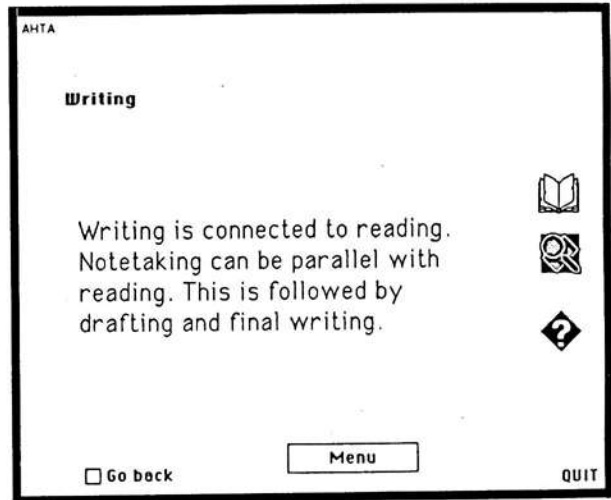 AHTA
Writing
Writing is connected to reading.
Notetaking can be parallel with
reading. This is followed by
drafting and final writing.
?
Menu
Go back
QUIT